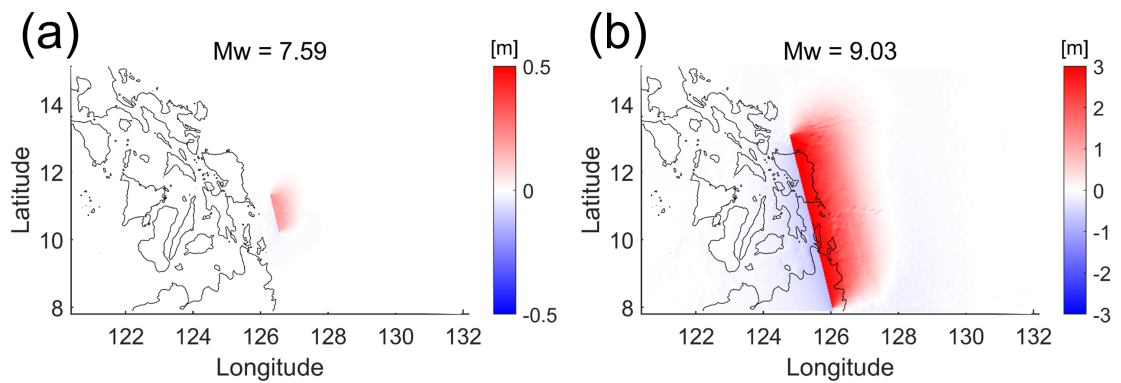 (a)
Mw = 7.59
[m]
0.5
0
-0.5
14
12
10
8
Latitude
122 124 126 128 130 132
Longitude
(b)
Mw = 9.03
[m]
3
2
1
0
-1
-2
-3
14
12
10
8
Latitude
122 124 126 128 130 132
Longitude